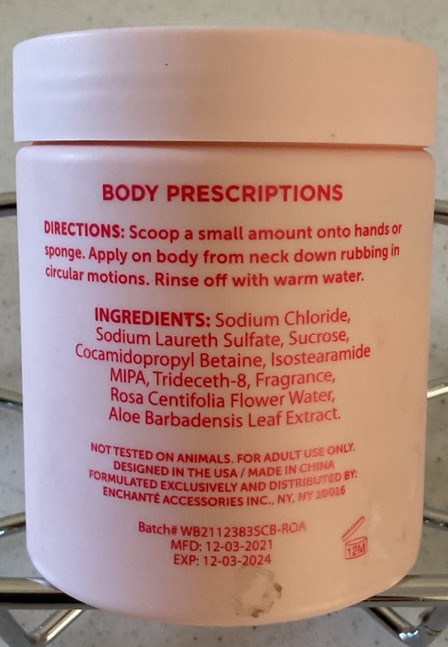 BODY PRESCRIPTIONS
DIRECTIONS: Scoop a small amount onto hands or
sponge. Apply on body from neck down rubbing in
circular motions. Rinse off with warm water.
INGREDIENTS: Sodium Chloride,
Sodium Laureth Sulfate, Sucrose,
Cocamidopropyl Betaine, Isostearamide
MIPA, Trideceth-8, Fragrance,
Rosa Centifolia Flower Water,
Aloe Barbadensis Leaf Extract.
NOT TESTED ON ANIMALS. FOR ADULT USE ONLY.
DESIGNED IN THE USA / MADE IN CHINA
FORMULATED EXCLUSIVELY AND DISTRIBUTED BY:
ENCHANTÉ ACCESSORIES INC., NY, NY 10016
Batch# WB2112383SCB-ROA
MFD: 12-03-2021
EXP: 12-03-2024
12M